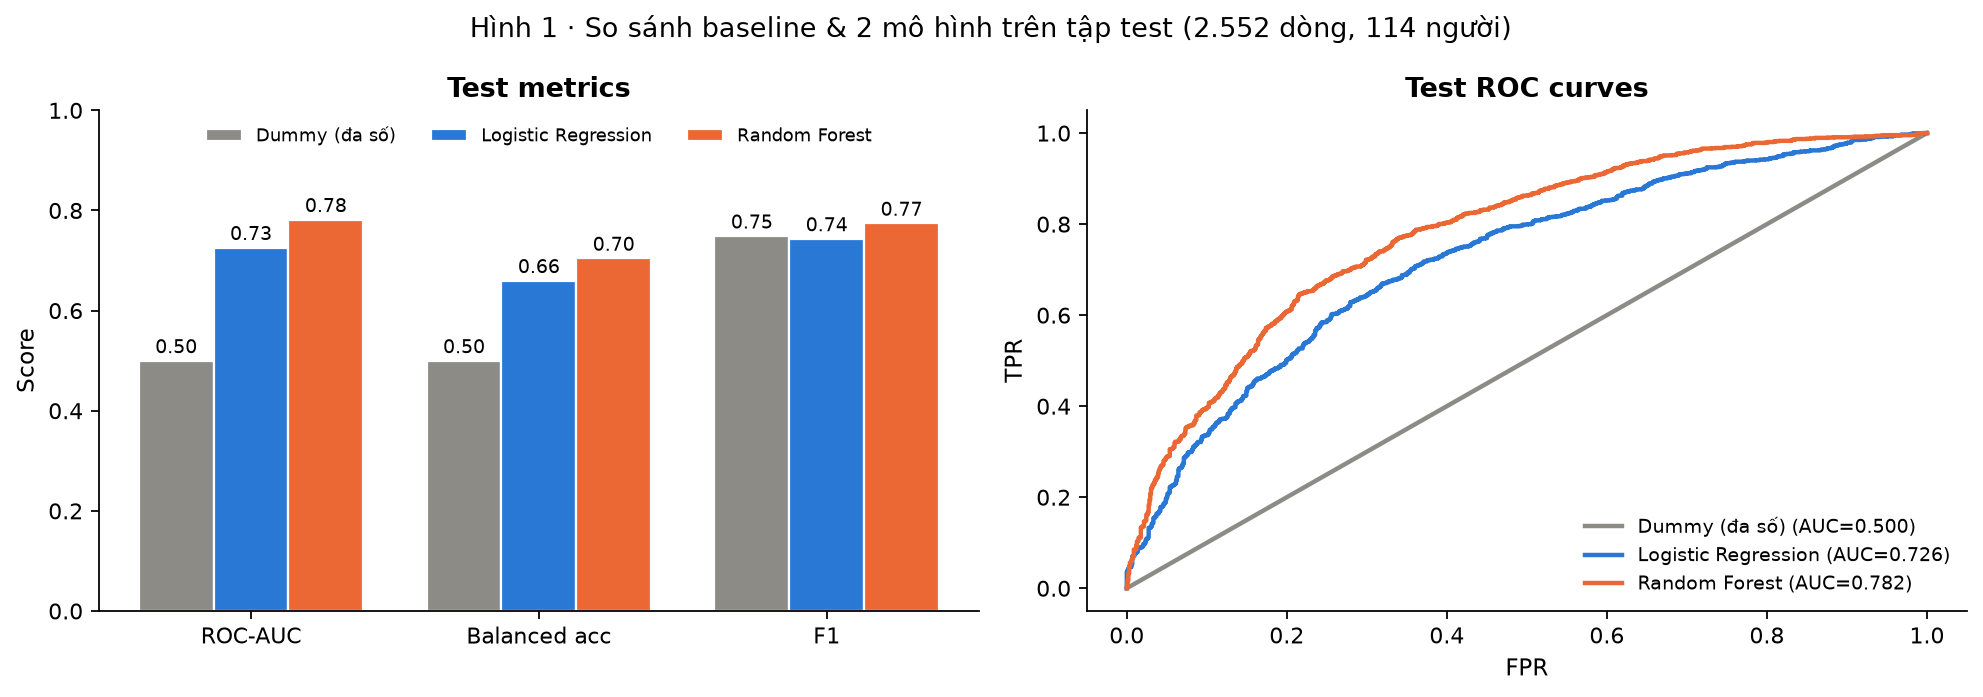 Hình 1 · So sánh baseline & 2 mô hình trên tập test (2.552 dòng, 114 người)
Test metrics
Dummy (đa số) Logistic Regression Random Forest
Score
1.0
0.8
0.6
0.4
0.2
0.0
0.50 0.73 0.78
0.50 0.66 0.70
0.75 0.74 0.77
ROC-AUC Balanced acc F1
Test ROC curves
TPR
1.0
0.8
0.6
0.4
0.2
0.0
Dummy (đa số) (AUC=0.500)
Logistic Regression (AUC=0.726)
Random Forest (AUC=0.782)
0.0 0.2 0.4 0.6 0.8 1.0
FPR